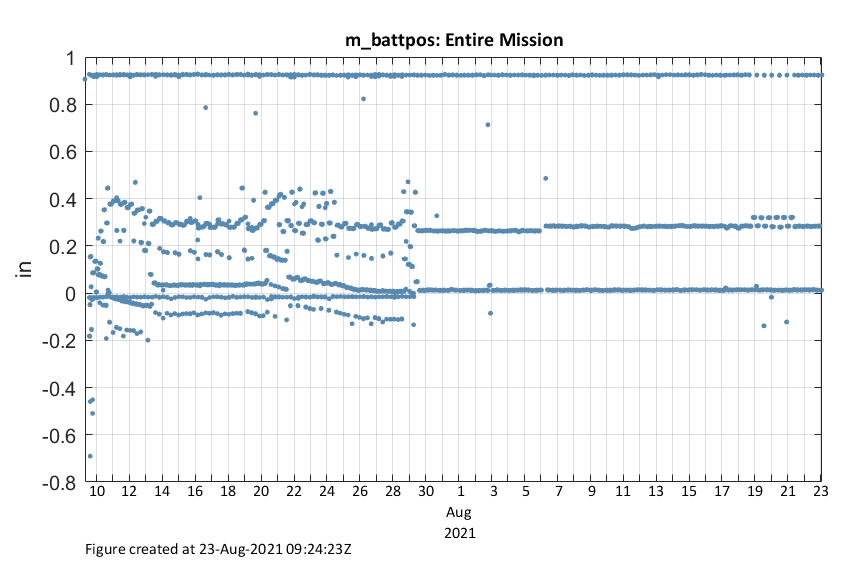 m_battpos: Entire Mission
1
0.8
0.6
0.4
0.2
0
-0.2
-0.4
-0.6
-0.8
in
10 12 14 16 18 20 22 24 26 28 30 1 3 5 7 9 11 13 15 17 19 21 23
Aug
2021
Figure created at 23-Aug-2021 09:24:23Z